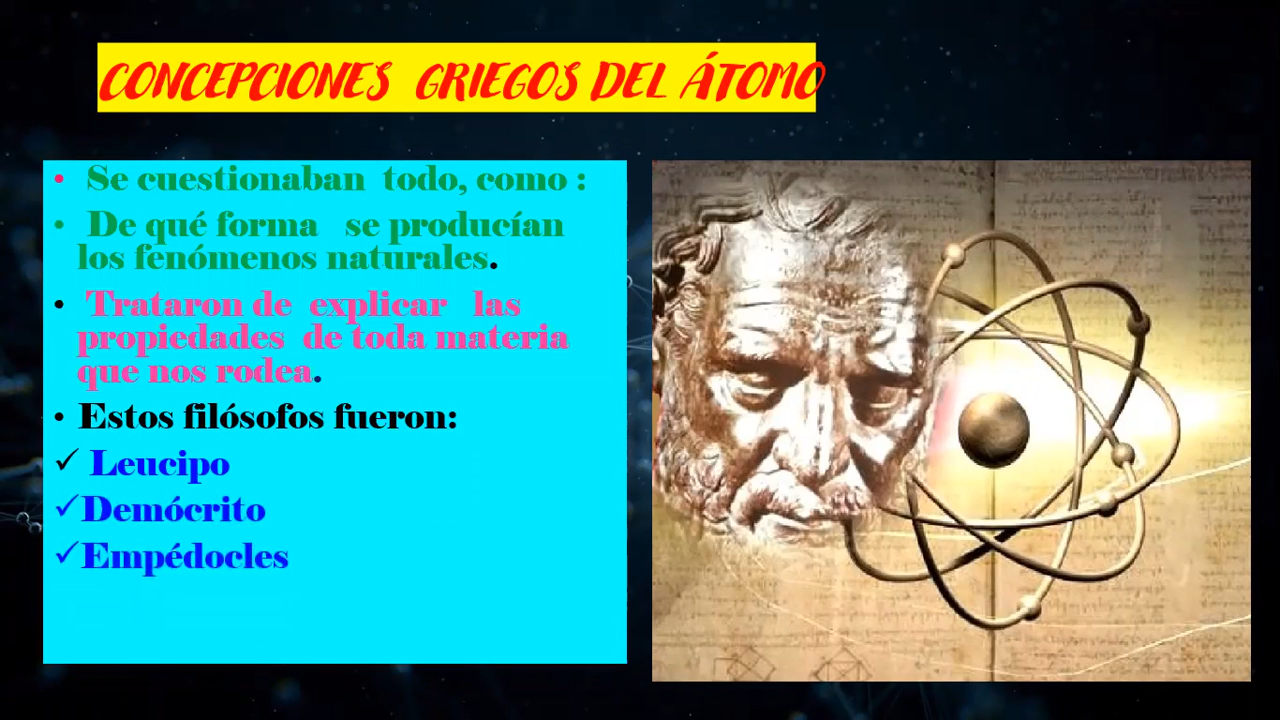 CONCEPCIONES GRIEGOS DEL ÁTOMO
• Se cuestionaban todo, como :
• De qué forma se producían
los fenómenos naturales.
• Trataron de explicar las
propiedades de toda materia
que nos rodea.
• Estos filósofos fueron:
✓ Leucipo
✓Demócrito
✓Empédocles